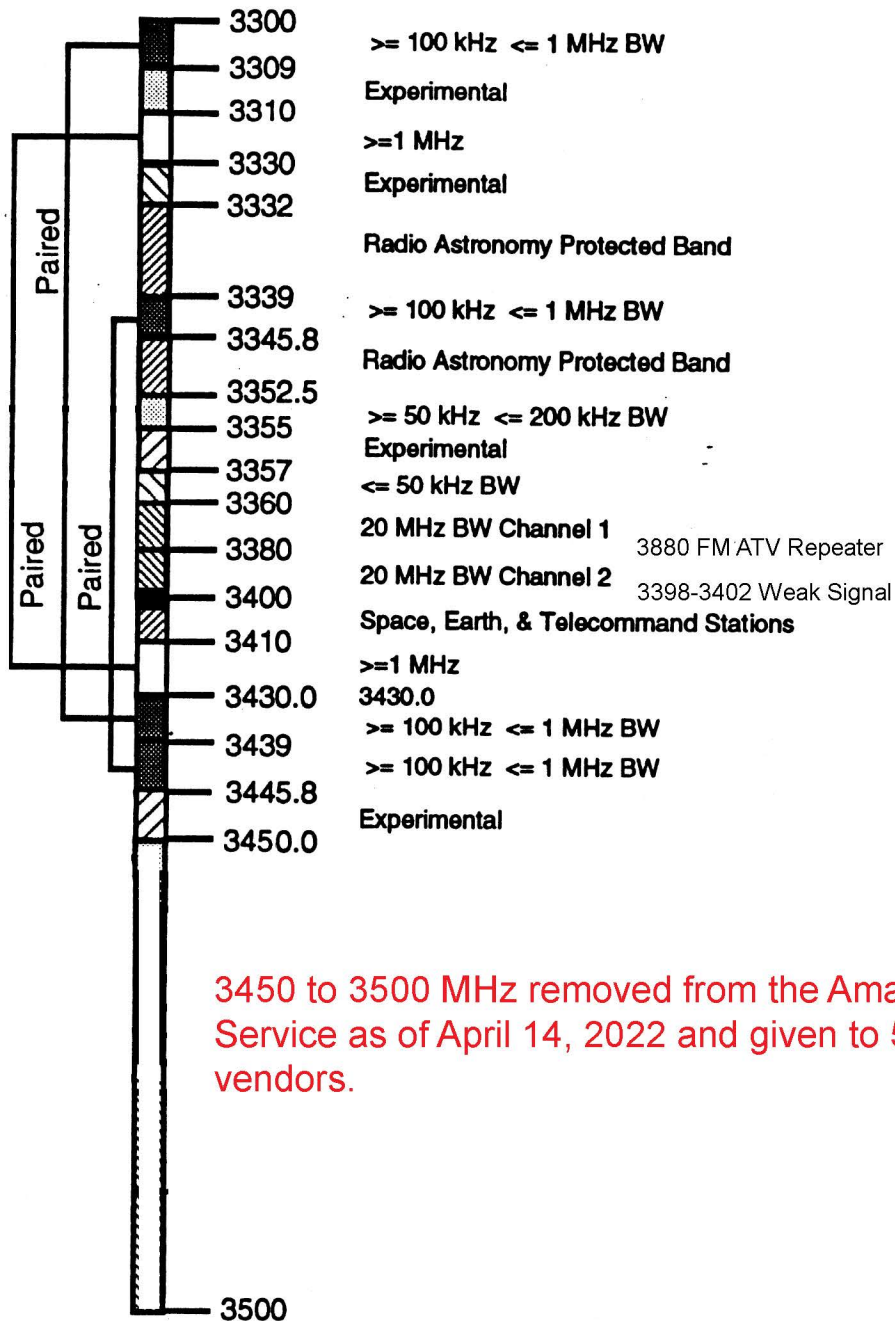 3300
>= 100 kHz <= 1 MHz BW
3309
Experimental
3310
>=1 MHz
3330
Experimental
3332
Radio Astronomy Protected Band
3339
>= 100 kHz <= 1 MHz BW
3345.8
Radio Astronomy Protected Band
3352.5
>= 50 kHz <= 200 kHz BW
3355
Experimental
3357
<= 50 kHz BW
3360
20 MHz BW Channel 1
3880 FM ATV Repeater
3380
20 MHz BW Channel 2
3398-3402 Weak Signal
3400
Space, Earth, & Telecommand Stations
3410
>=1 MHz
3430.0
3430.0
>= 100 kHz <= 1 MHz BW
3439
>= 100 kHz <= 1 MHz BW
3445.8
Experimental
3450.0
Paired
Paired
Paired
3450 to 3500 MHz removed from the
Service as of April 14, 2022 and given to
vendors.
3500